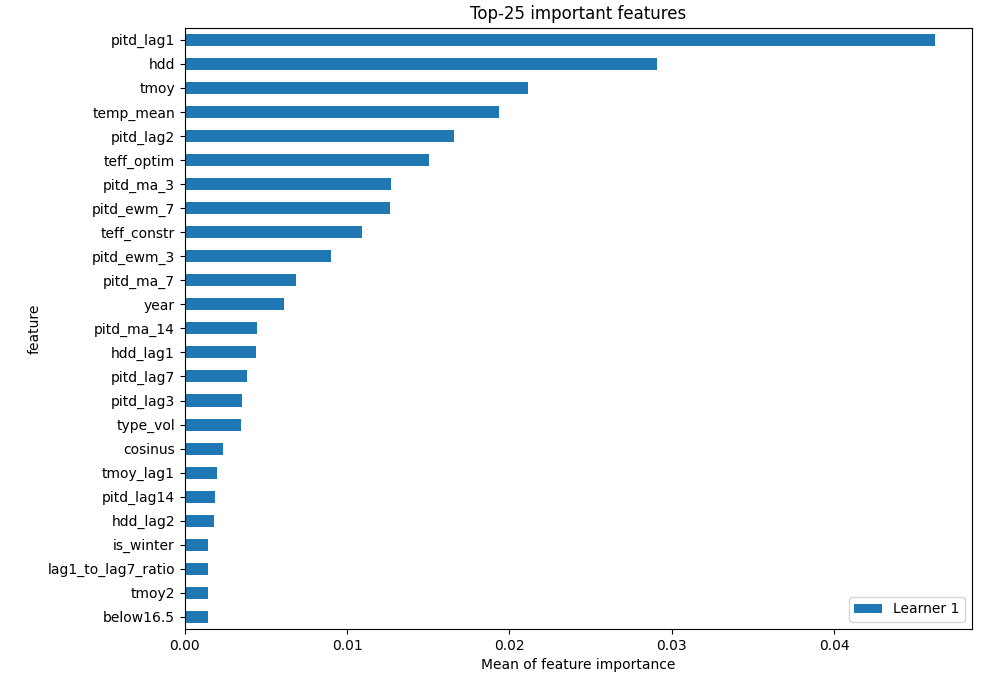 Top-25 important features
pitd_lag1
hdd
tmoy
temp_mean
pitd_lag2
teff_optim
pitd_ma_3
pitd_ewm_7
teff_constr
pitd_ewm_3
pitd_ma_7
year
pitd_ma_14
hdd_lag1
pitd_lag7
pitd_lag3
type_vol
cosinus
tmoy_lag1
pitd_lag14
hdd_lag2
is_winter
lag1_to_lag7_ratio
tmoy2
below16.5
feature
Learner 1
0.00 0.01 0.02 0.03 0.04
Mean of feature importance